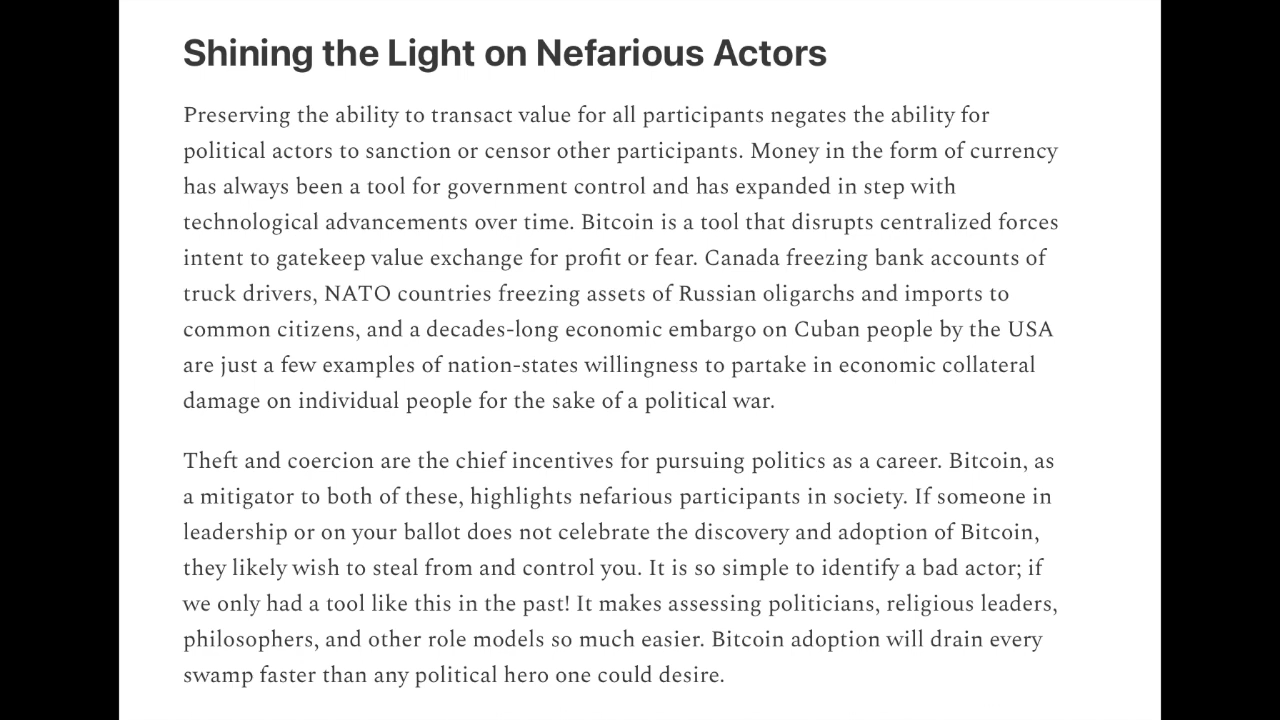 Shining the Light on Nefarious Actors
Preserving the ability to transact value for all participants negates the ability for
political actors to sanction or censor other participants. Money in the form of currency
has always been a tool for government control and has expanded in step with
technological advancements over time. Bitcoin is a tool that disrupts centralized forces
intent to gatekeep value exchange for profit or fear. Canada freezing bank accounts of
truck drivers, NATO countries freezing assets of Russian oligarchs and imports to
common citizens, and a decades-long economic embargo on Cuban people by the USA
are just a few examples of nation-states willingness to partake in economic collateral
damage on individual people for the sake of a political war.
Theft and coercion are the chief incentives for pursuing politics as a career. Bitcoin, as
a mitigator to both of these, highlights nefarious participants in society. If someone in
leadership or on your ballot does not celebrate the discovery and adoption of Bitcoin,
they likely wish to steal from and control you. It is so simple to identify a bad actor; if
we only had a tool like this in the past! It makes assessing politicians, religious leaders,
philosophers, and other role models so much easier. Bitcoin adoption will drain every
swamp faster than any political hero one could desire.